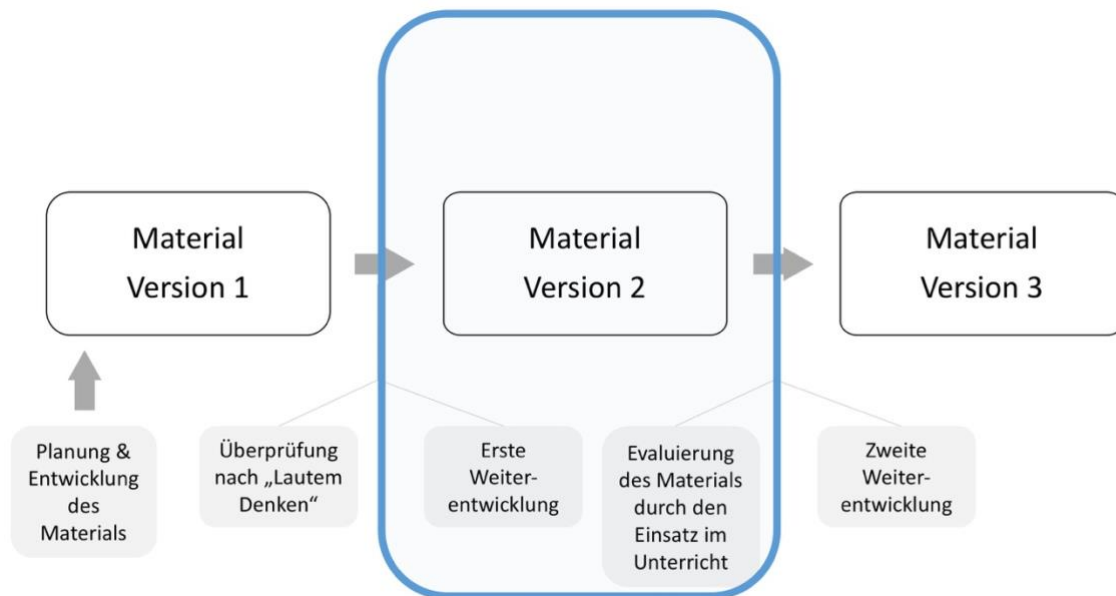 Material
Version 1
Material
Version 2
Material
Version 3
Planung &
Entwicklung
des
Materials
Überprüfung
nach „Lautem
Denken“
Erste
Weiter-
entwicklung
Evaluierung
des Materials
durch den
Einsatz im
Unterricht
Zweite
Weiter-
entwicklung